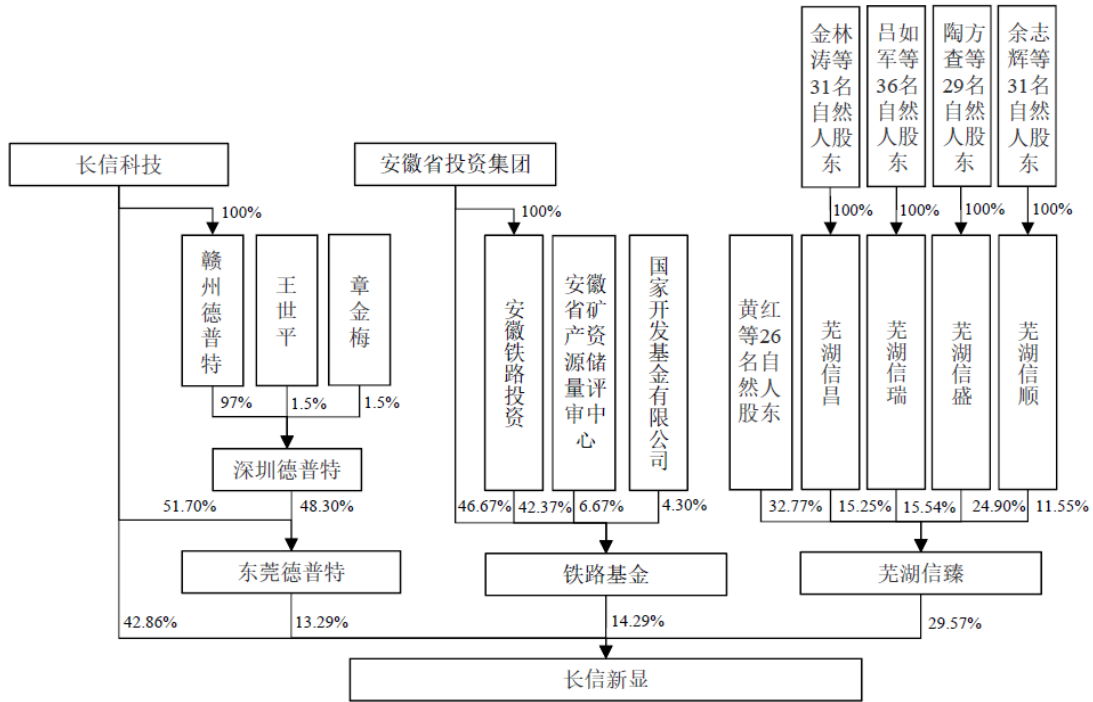 金林
涛等
31名
自然
人股
东
吕如
军等
36名
自然
人股
东
陶方
查等
29名
自然
人股
东
余志
辉等
31名
自然
人股
东
长信科技
安徽省投资集团
100%
100%
100%
100%
100%
100%
赣州德普特
王世平
章金梅
安徽铁路投资
安徽
省矿
产资
源储
量评
审中
心
国家开发基金有限公司
黄红
等26
名自
然人
股东
芜湖信昌
芜湖信瑞
芜湖信盛
芜湖信顺
97%
1.5%
1.5%
深圳德普特
51.70%
48.30%
46.67%
42.37%
6.67%
4.30%
32.77%
15.25%
15.54%
24.90%
11.55%
东莞德普特
铁路基金
芜湖信臻
42.86%
13.29%
14.29%
29.57%
长信新显